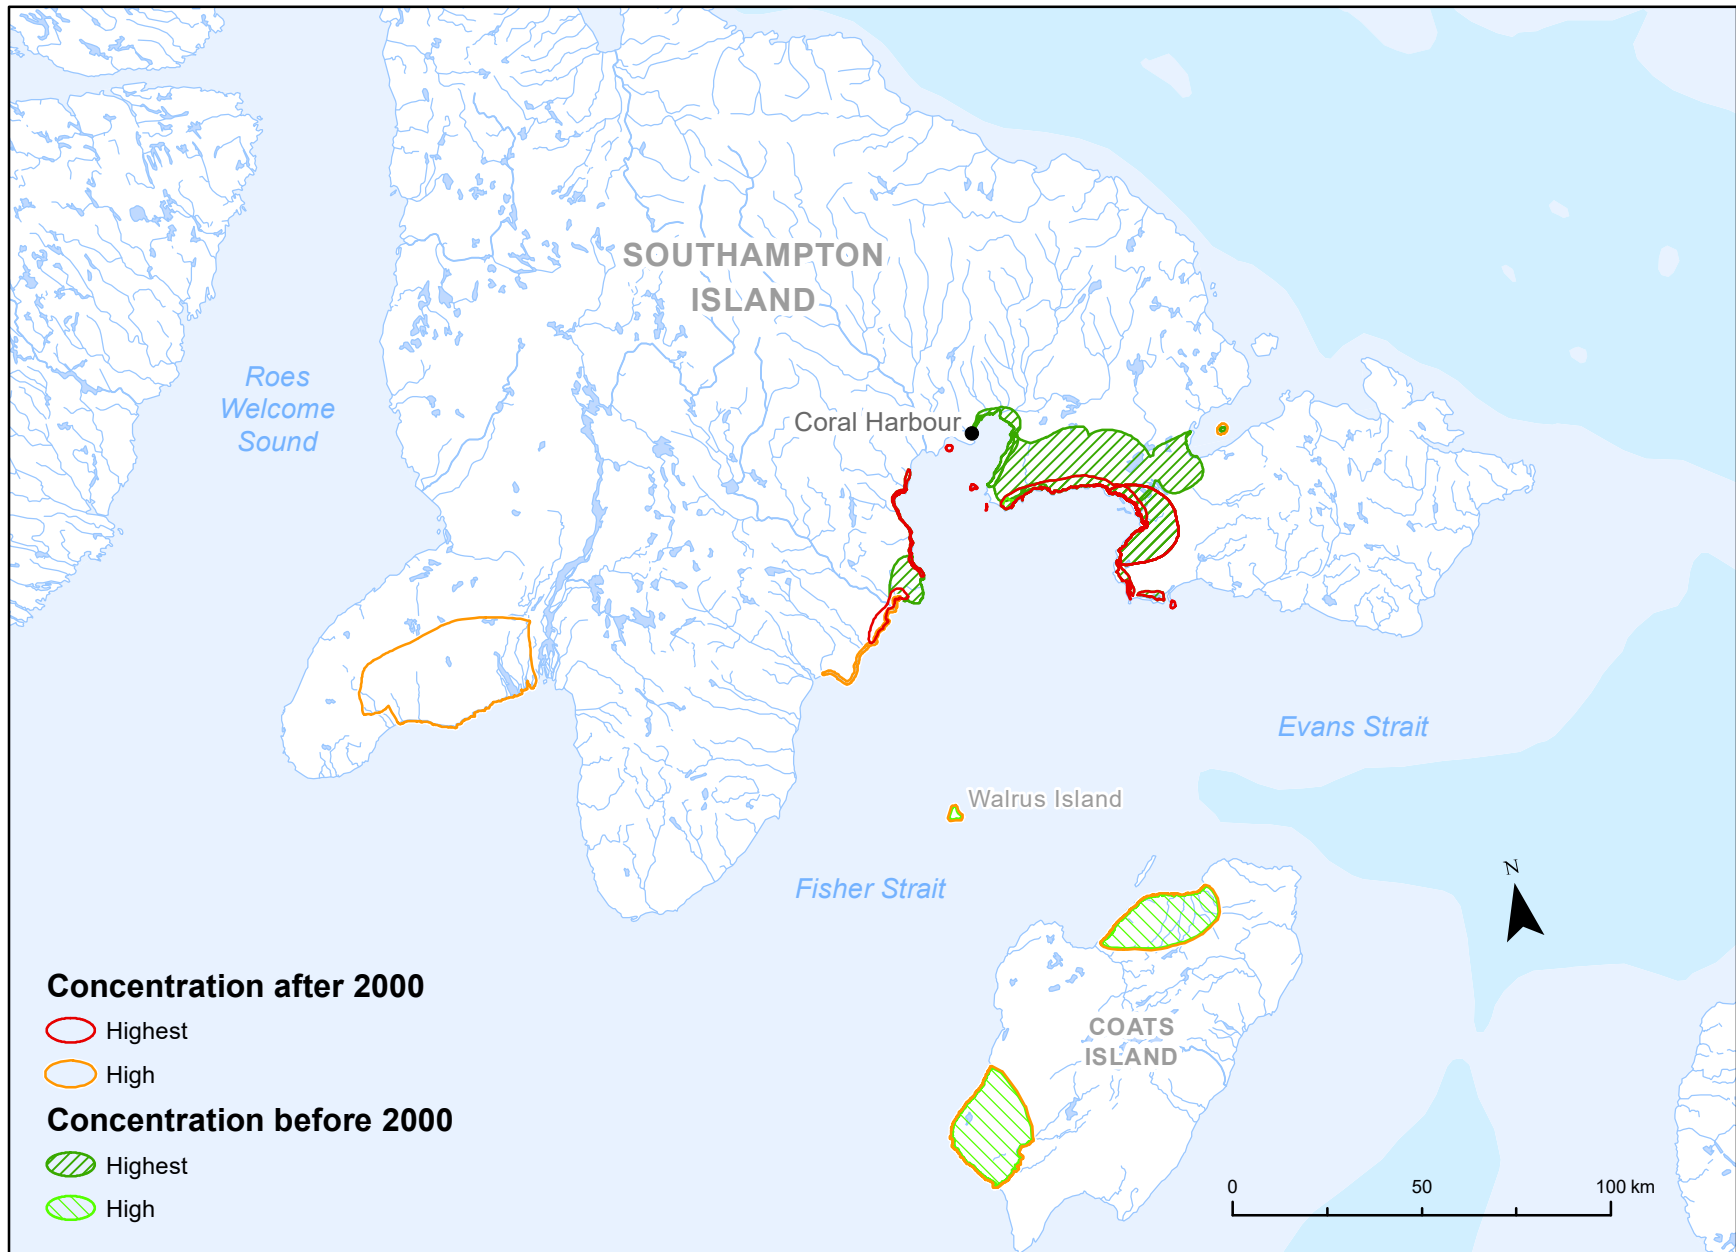 SOUTHAMPTON
ISLAND
Roes
Welcome
Sound
Coral Harbour
Evans Strait
Walrus Island
Fisher Strait
N
COATS
ISLAND
Concentration after 2000
Highest
High
Concentration before 2000
Highest
High
0 50 100 km